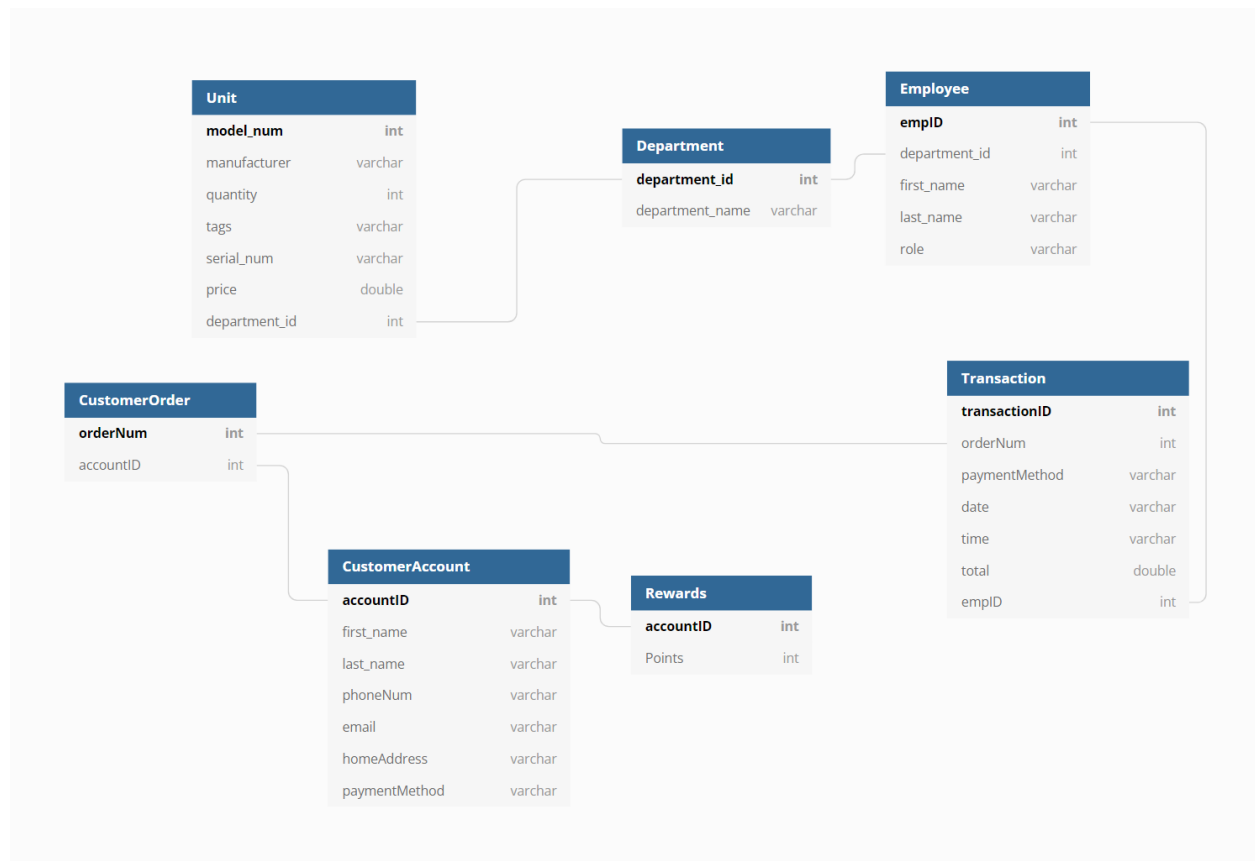 Unit
model_num int
manufacturer varchar
quantity int
tags varchar
serial_num varchar
price double
department_id int
Department
department_id int
department_name varchar
Employee
empID int
department_id int
first_name varchar
last_name varchar
role varchar
CustomerOrder
orderNum int
accountID int
Transaction
transactionID int
orderNum int
paymentMethod varchar
date varchar
time varchar
total double
empID int
CustomerAccount
accountID int
first_name varchar
last_name varchar
phoneNum varchar
email varchar
homeAddress varchar
paymentMethod varchar
Rewards
accountID int
Points int